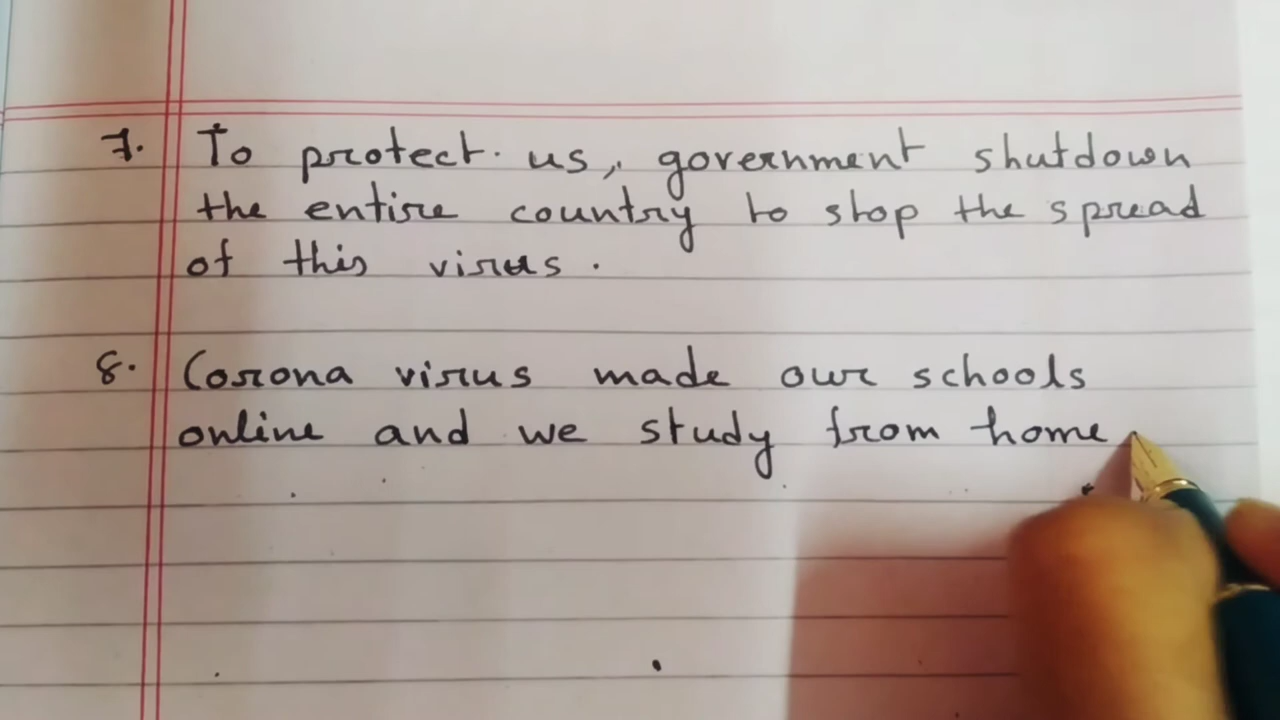 7. To protect us, government shutdown
the entire country to stop the spread
of this virus.
8. Corona virus made our schools
online and we study from home